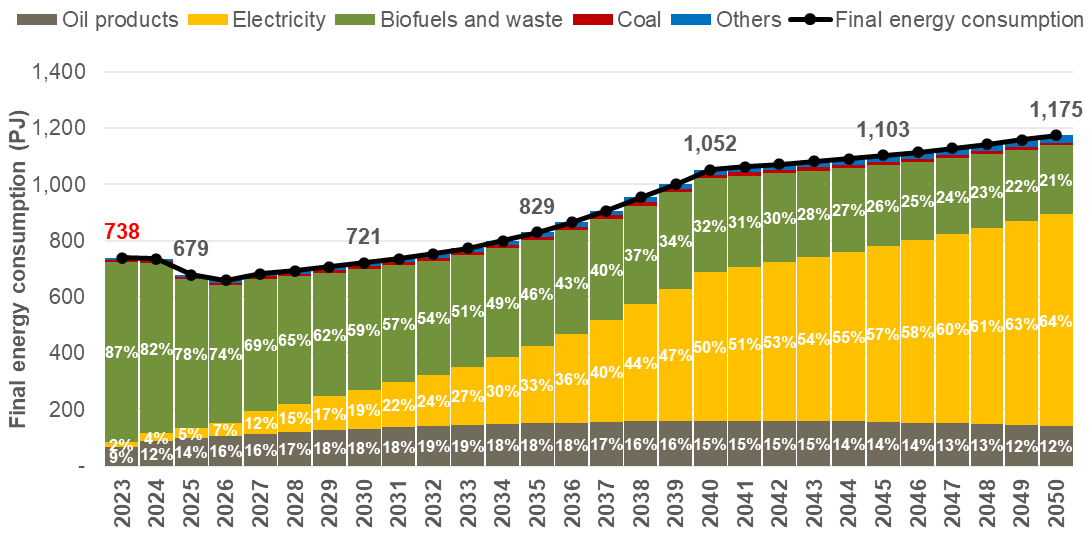 Oil products Electricity Biofuels and waste Coal Others Final energy consumption
Final energy consumption (PJ)
1,400
1,200
1,000
800
600
400
200
-
738
679
721
829
1,052
1,103
1,175
87% 82% 78% 74% 69% 65% 62% 59% 57% 54% 51% 49% 46% 43% 40% 37% 34% 32% 31% 30% 28% 27% 26% 25% 24% 23% 22% 21%
2% 4% 5% 7% 12% 15% 17% 19% 22% 24% 27% 30% 33% 36% 40% 44% 47% 50% 51% 53% 54% 55% 57% 58% 60% 61% 63% 64%
9% 12% 14% 16% 16% 17% 18% 18% 18% 19% 19% 18% 18% 18% 17% 16% 16% 15% 15% 15% 15% 14% 14% 14% 13% 13% 12% 12%
2023 2024 2025 2026 2027 2028 2029 2030 2031 2032 2033 2034 2035 2036 2037 2038 2039 2040 2041 2042 2043 2044 2045 2046 2047 2048 2049 2050